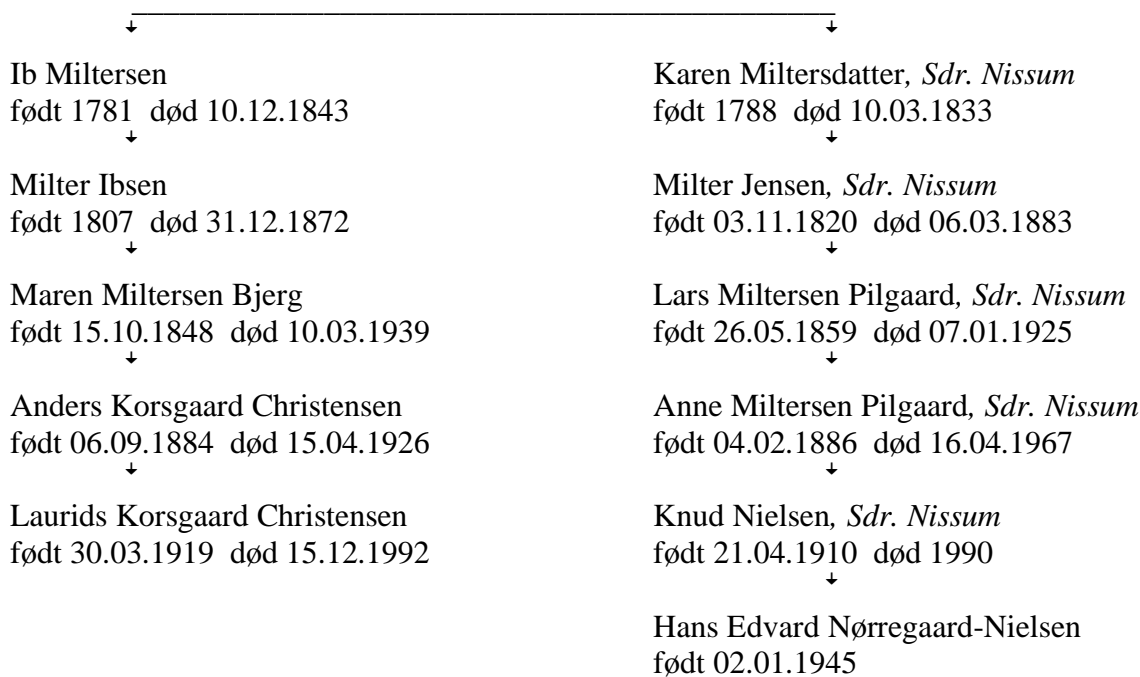 Ib Miltersen
født 1781 død 10.12.1843
Milter Ibsen
født 1807 død 31.12.1872
Maren Miltersen Bjerg
født 15.10.1848 død 10.03.1939
Anders Korsgaard Christensen
født 06.09.1884 død 15.04.1926
Laurids Korsgaard Christensen
født 30.03.1919 død 15.12.1992
Karen Miltersdatter, Sdr. Nissum
født 1788 død 10.03.1833
Milter Jensen, Sdr. Nissum
født 03.11.1820 død 06.03.1883
Lars Miltersen Pilgaard, Sdr. Nissum
født 26.05.1859 død 07.01.1925
Anne Miltersen Pilgaard, Sdr. Nissum
født 04.02.1886 død 16.04.1967
Knud Nielsen, Sdr. Nissum
født 21.04.1910 død 1990
Hans Edvard Nørregaard-Nielsen
født 02.01.1945